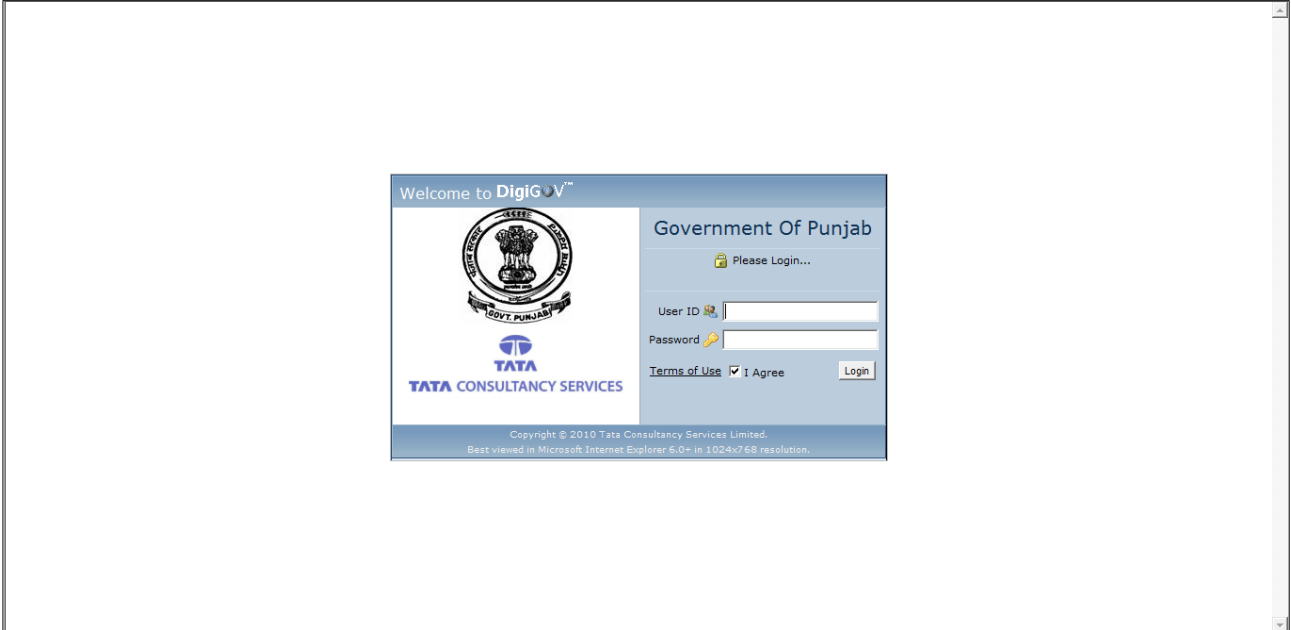 Welcome to DigiGOV™
GOVT. PUNJAB
TATA
TATA CONSULTANCY SERVICES
Government Of Punjab
Please Login...
User ID
Password
Terms of Use I Agree
Login
Copyright © 2010 Tata Consultancy Services Limited.
Best viewed in Microsoft Internet Explorer 6.0+ in 1024x768 resolution.